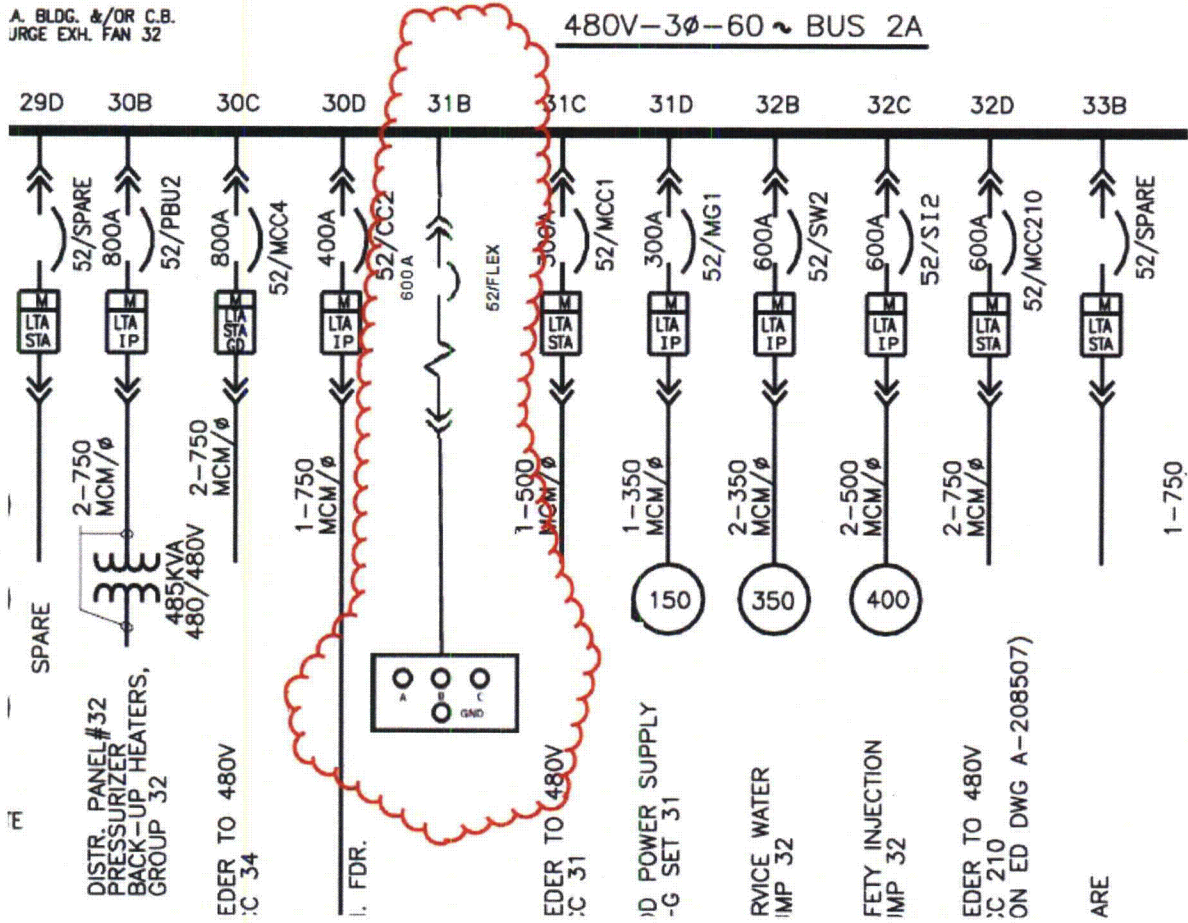 A. BLDG. &/OR C.B.
URGE EXH. FAN 32
480V-3ø-60 ~ BUS 2A
29D
30B
30C
30D
31B
31C
31D
32B
32C
32D
33B
52/SPARE
800A
52/PBU2
800A
52/MCC4
400A
52/CC2
600A
52/FLEX
300A
52/MCC1
300A
52/MG1
600A
52/SW2
600A
52/SI2
600A
52/MCC210
52/SPARE
M
LTA
STA
M
LTA
IP
M
LTA
STA
GD
M
LTA
IP
M
LTA
STA
M
LTA
IP
M
LTA
IP
M
LTA
IP
M
LTA
STA
M
LTA
STA
2-750
MCM/ø
2-750
MCM/ø
1-750
MCM/ø
1-500
MCM/ø
1-350
MCM/ø
2-350
MCM/ø
2-500
MCM/ø
2-750
MCM/ø
1-750
485KVA
480/480V
150
350
400
A
B
C
GND
SPARE
DISTR. PANEL#32
PRESSURIZER
BACK-UP HEATERS,
GROUP 32
EDER TO 480V
C 34
. FDR.
EDER TO 480V
C 31
D POWER SUPPLY
-G SET 31
RVICE WATER
MP 32
FETY INJECTION
MP 32
EDER TO 480V
C 210
ON ED DWG A-208507)
ARE
E